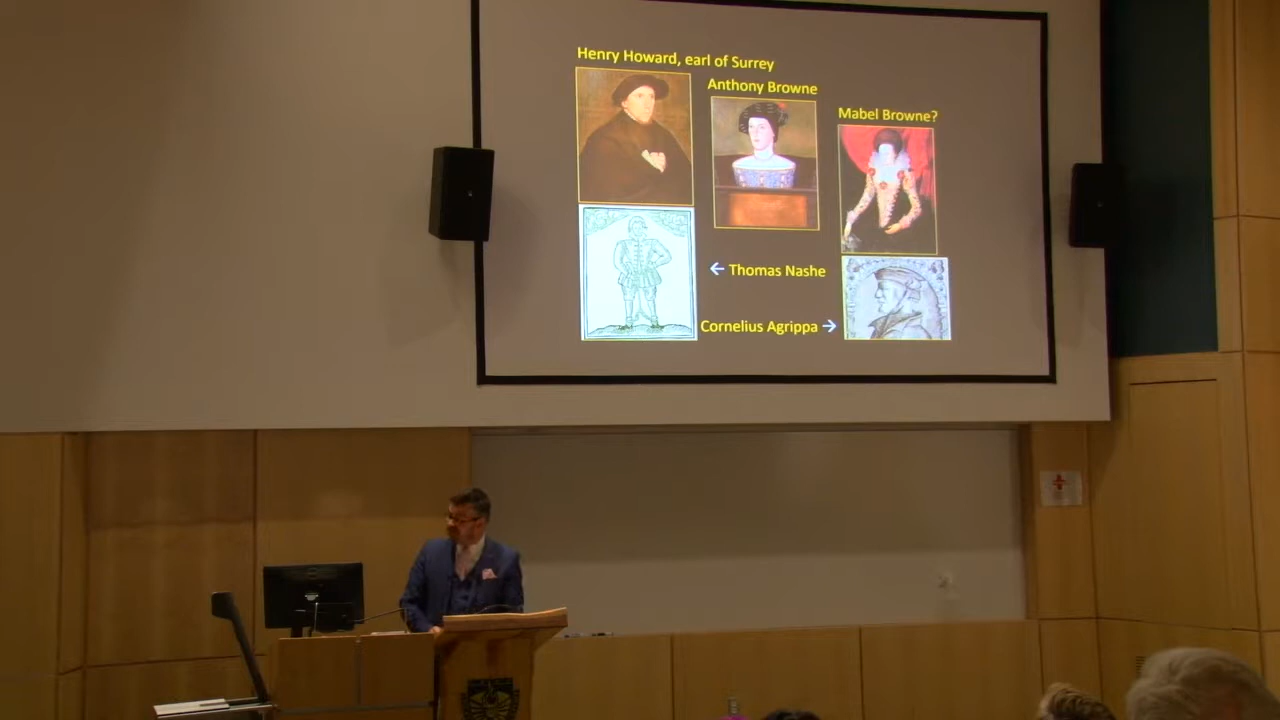 Henry Howard, earl of Surrey
Anthony Browne
Mabel Browne?
← Thomas Nashe
Cornelius Agrippa →